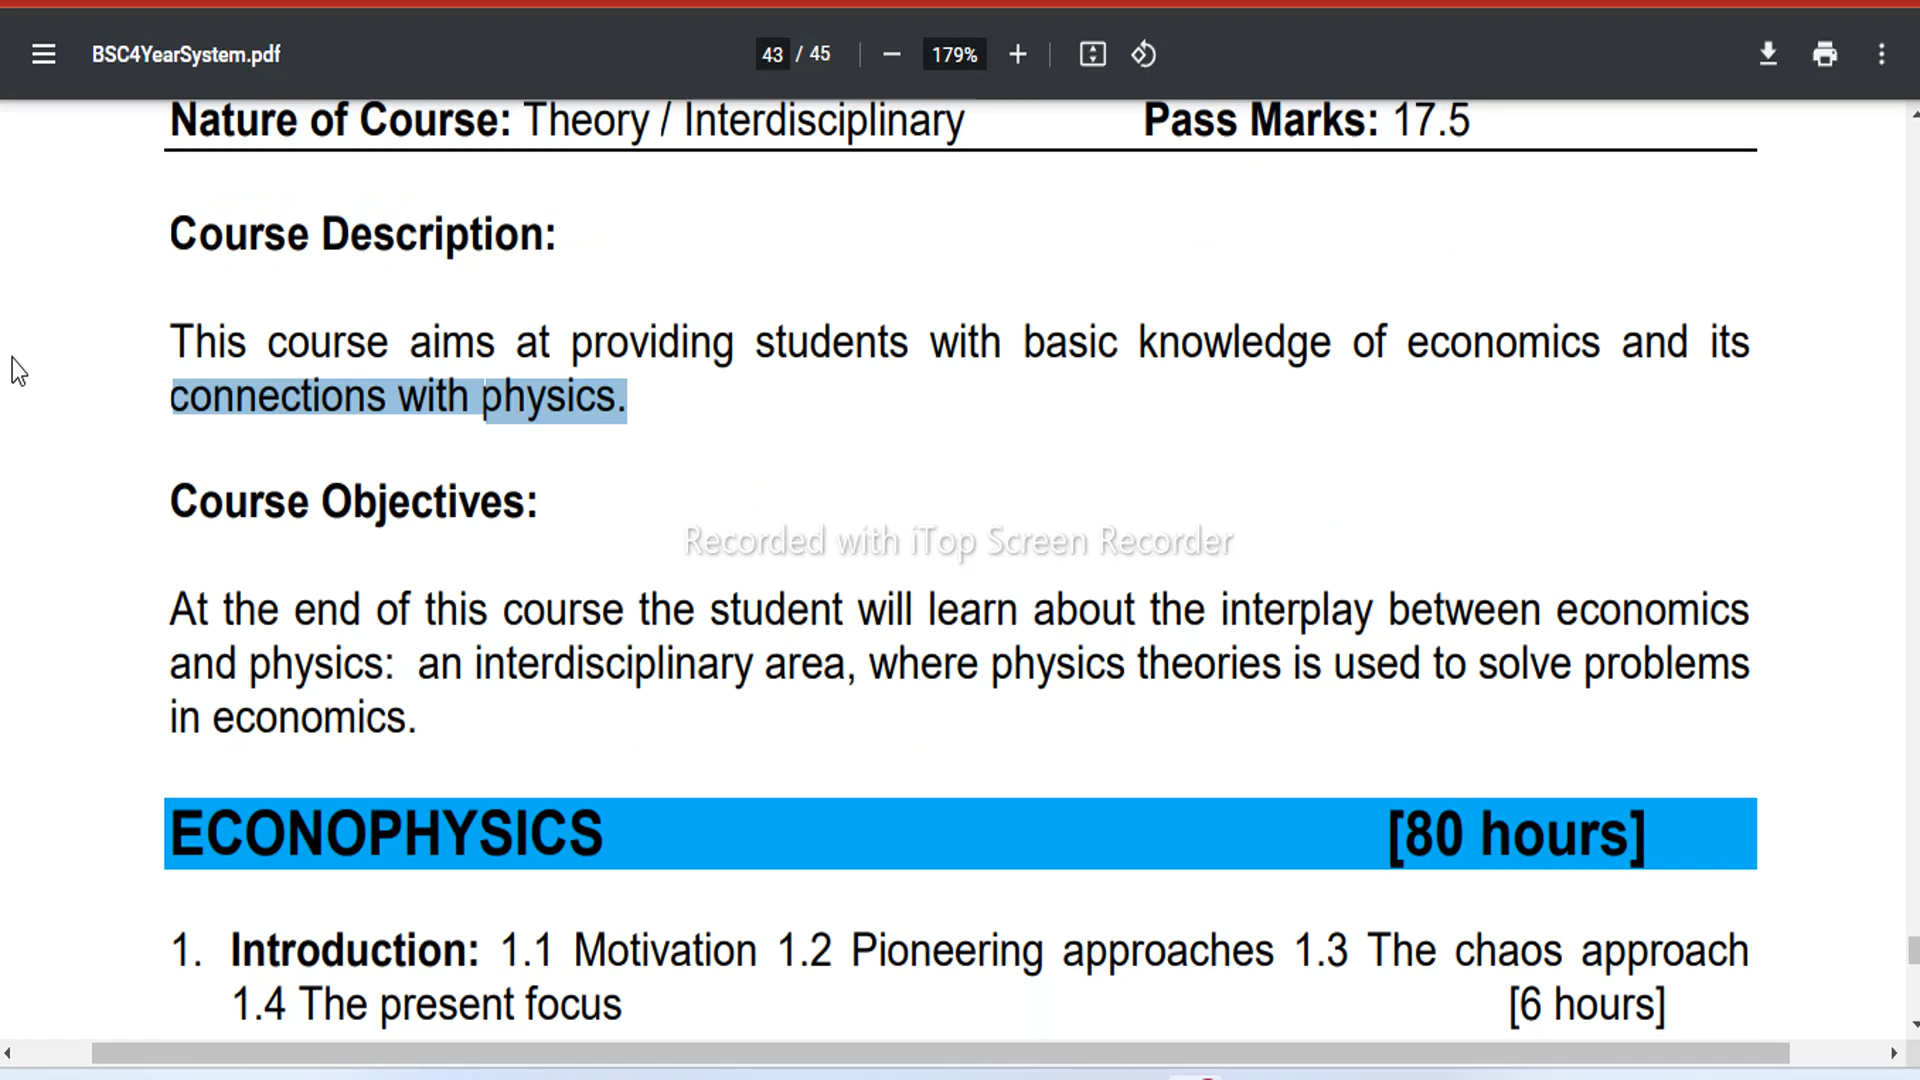 BSC4YearSystem.pdf 43 / 45 179%
Nature of Course: Theory / Interdisciplinary Pass Marks: 17.5
Course Description:
This course aims at providing students with basic knowledge of economics and its
connections with physics.
Course Objectives:
Recorded with iTop Screen Recorder
At the end of this course the student will learn about the interplay between economics
and physics: an interdisciplinary area, where physics theories is used to solve problems
in economics.
ECONOPHYSICS [80 hours]
1. Introduction: 1.1 Motivation 1.2 Pioneering approaches 1.3 The chaos approach
1.4 The present focus [6 hours]